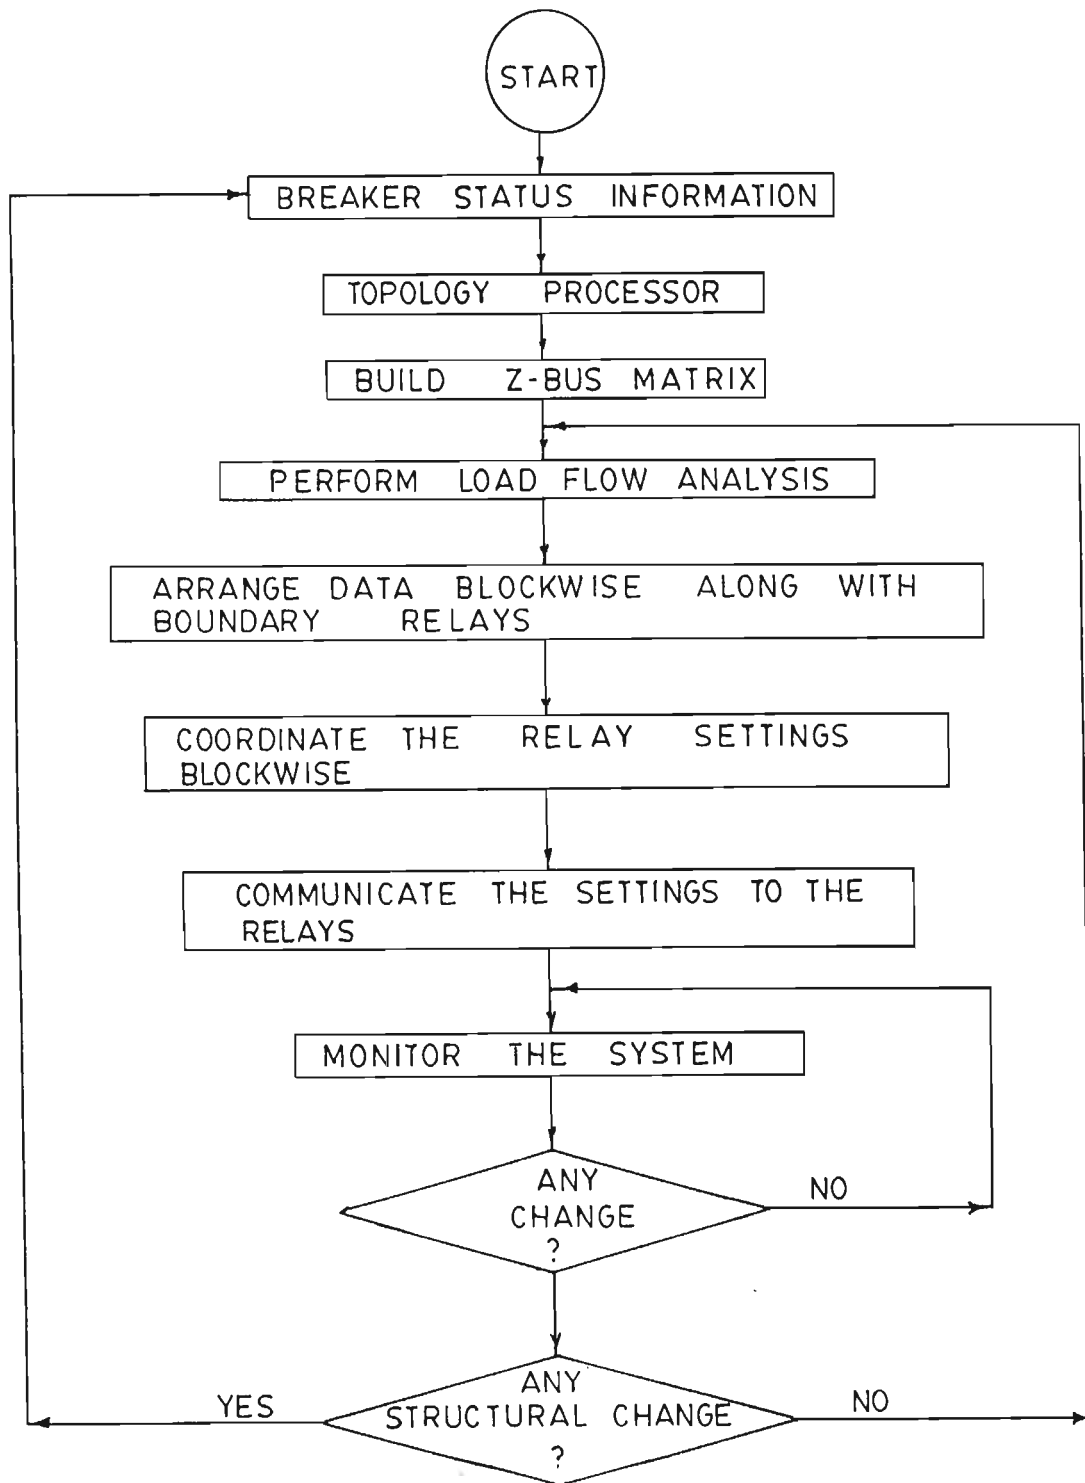 START
BREAKER STATUS INFORMATION
TOPOLOGY PROCESSOR
BUILD Z-BUS MATRIX
PERFORM LOAD FLOW ANALYSIS
ARRANGE DATA BLOCKWISE ALONG WITH
BOUNDARY RELAYS
COORDINATE THE RELAY SETTINGS
BLOCKWISE
COMMUNICATE THE SETTINGS TO THE
RELAYS
MONITOR THE SYSTEM
ANY
CHANGE
?
NO
ANY
STRUCTURAL CHANGE
?
YES
NO